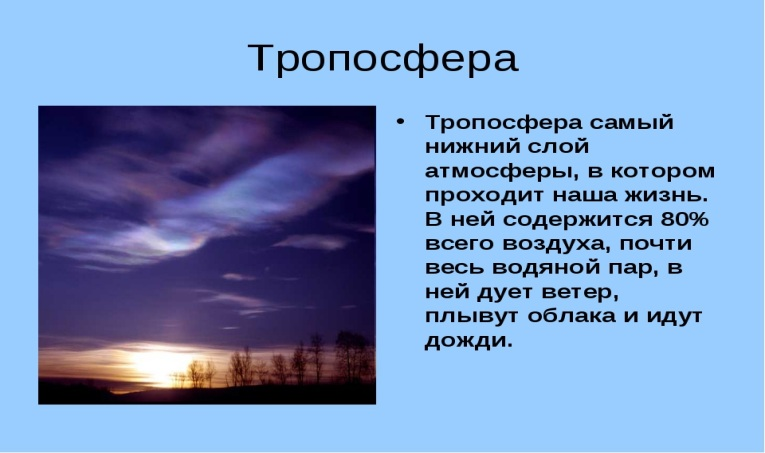 Тропосфера
• Тропосфера самый
нижний слой
атмосферы, в котором
проходит наша жизнь.
В ней содержится 80%
всего воздуха, почти
весь водяной пар, в
ней дует ветер,
плывут облака и идут
дожди.